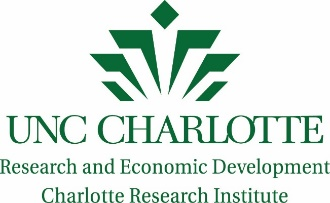 UNC CHARLOTTE
Research and Economic Development
Charlotte Research Institute